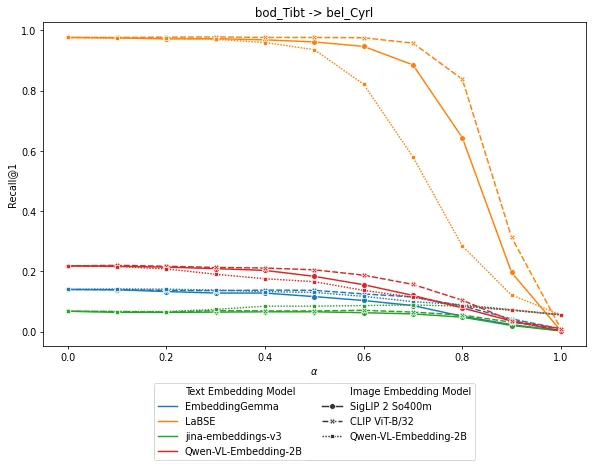 bod_Tibt -> bel_Cyrl
Recall@1
1.0
0.8
0.6
0.4
0.2
0.0
0.0 0.2 0.4 0.6 0.8 1.0
α
Text Embedding Model
EmbeddingGemma
LaBSE
jina-embeddings-v3
Qwen-VL-Embedding-2B
Image Embedding Model
SigLIP 2 So400m
CLIP ViT-B/32
Qwen-VL-Embedding-2B